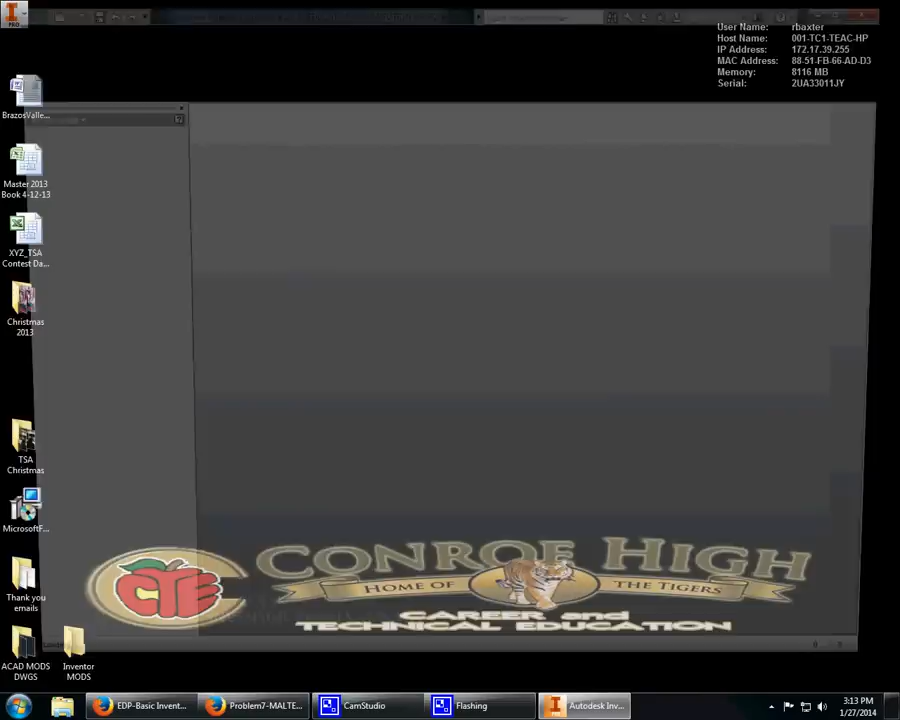 PRO
User Name: rbaxter
Host Name: 001-TC1-TEAC-HP
IP Address: 172.17.39.255
MAC Address: 88-51-FB-66-AD-D3
Memory: 8116 MB
Serial: 2UA33011JY
BrazosValle...
Master 2013
Book 4-12-13
XYZ_TSA
Contest Da...
Christmas
2013
TSA
Christmas
MicrosoftF...
Thank you
emails
ACAD MODS
DWGS
Inventor
MODS
CTE
CONROE HIGH
HOME OF THE TIGERS
CAREER and
TECHNICAL EDUCATION
EDP-Basic Invent...
Problem7-MALTE...
CamStudio
Flashing
Autodesk Inv...
3:13 PM
1/27/2014